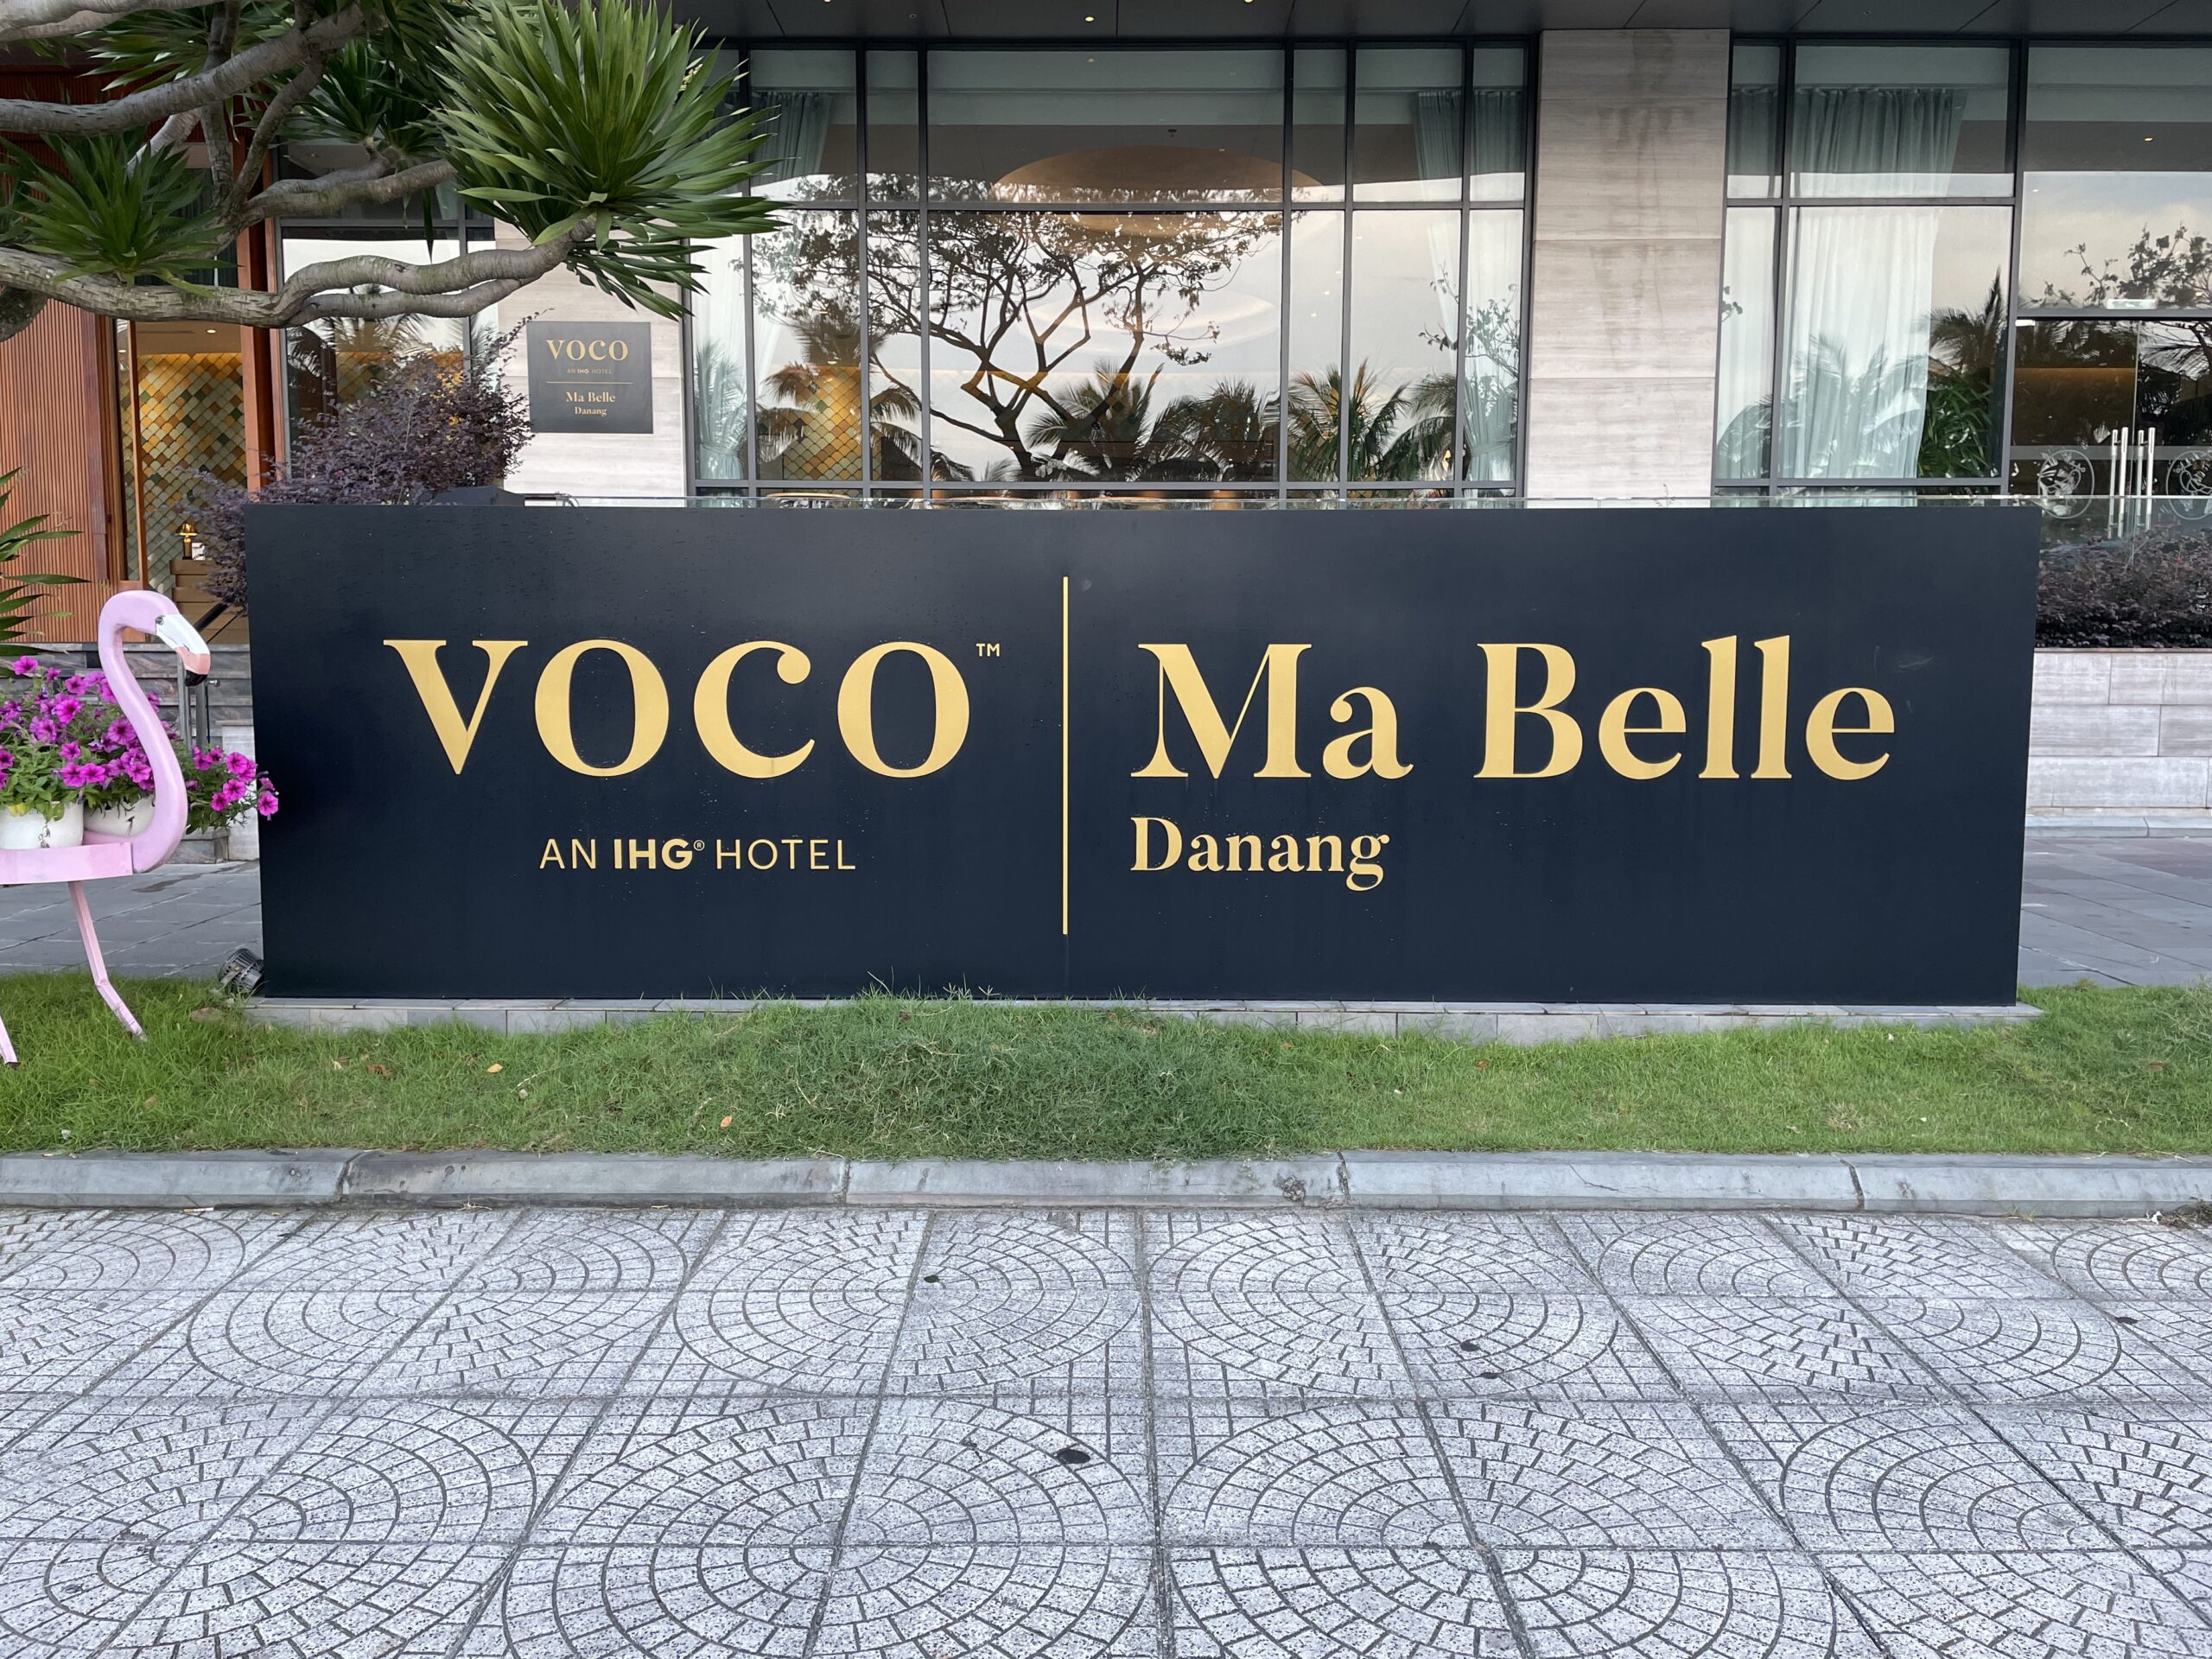 VOCO
AN IHG HOTEL
Ma Belle
Danang
VOCO™
AN IHG® HOTEL
Ma Belle
Danang